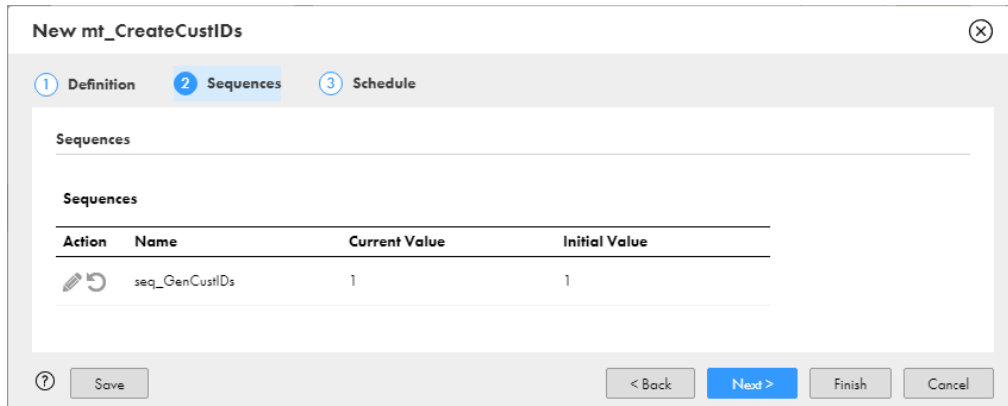 New mt_CreateCustIDs
1 Definition 2 Sequences 3 Schedule
Sequences
Sequences
Action Name Current Value Initial Value
seq_GenCustIDs 1 1
? Save < Back Next > Finish Cancel